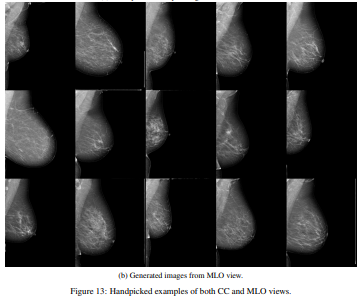 (b) Generated images from MLO view.
Figure 13: Handpicked examples of both CC and MLO views.